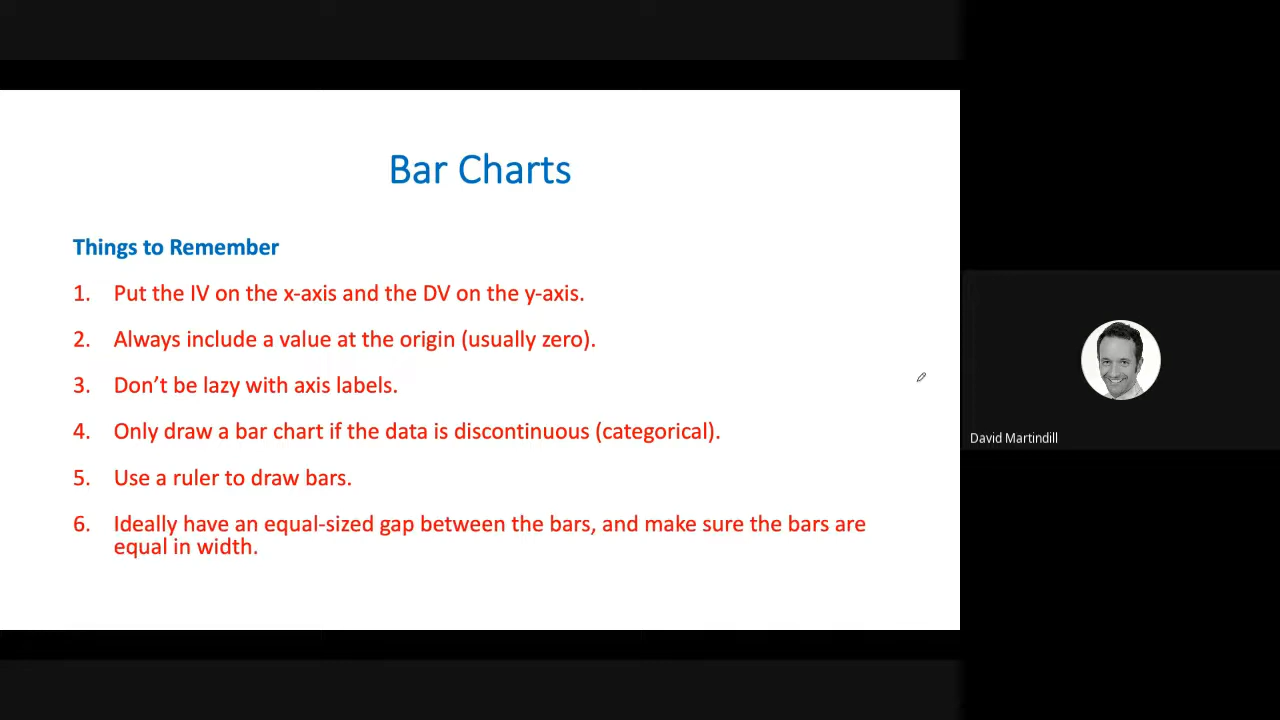 Bar Charts
Things to Remember
1. Put the IV on the x-axis and the DV on the y-axis.
2. Always include a value at the origin (usually zero).
3. Don’t be lazy with axis labels.
4. Only draw a bar chart if the data is discontinuous (categorical).
5. Use a ruler to draw bars.
6. Ideally have an equal-sized gap between the bars, and make sure the bars are
equal in width.
David Martindill